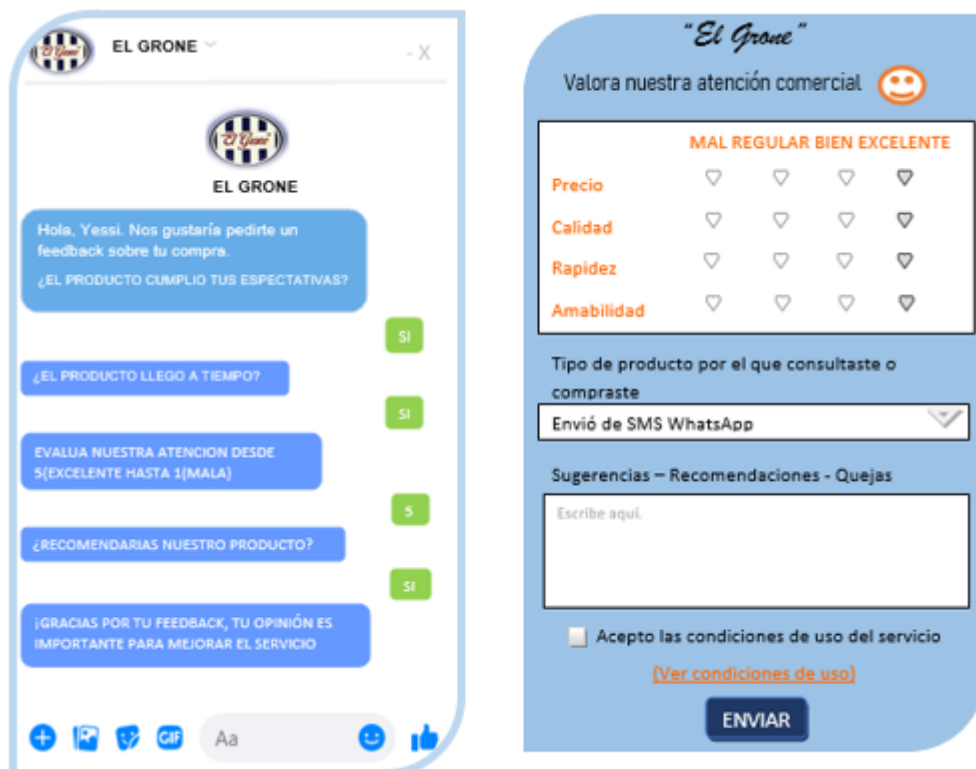 El Grone
EL GRONE
- X
"El Grone"
EL GRONE
Hola, Yessi. Nos gustaría pedirte un
feedback sobre tu compra.
¿EL PRODUCTO CUMPLIO TUS ESPECTATIVAS?
SI
¿EL PRODUCTO LLEGO A TIEMPO?
SI
EVALUA NUESTRA ATENCION DESDE
5(EXCELENTE HASTA 1(MALA)
5
¿RECOMENDARIAS NUESTRO PRODUCTO?
SI
¡GRACIAS POR TU FEEDBACK, TU OPINIÓN ES
IMPORTANTE PARA MEJORAR EL SERVICIO
GIF
Aa
"El Grone"
Valora nuestra atención comercial
MAL REGULAR BIEN EXCELENTE
Precio
Calidad
Rapidez
Amabilidad
Tipo de producto por el que consultaste o
compraste
Envió de SMS WhatsApp
Sugerencias – Recomendaciones - Quejas
Escribe aquí.
Acepto las condiciones de uso del servicio
(Ver condiciones de uso)
ENVIAR